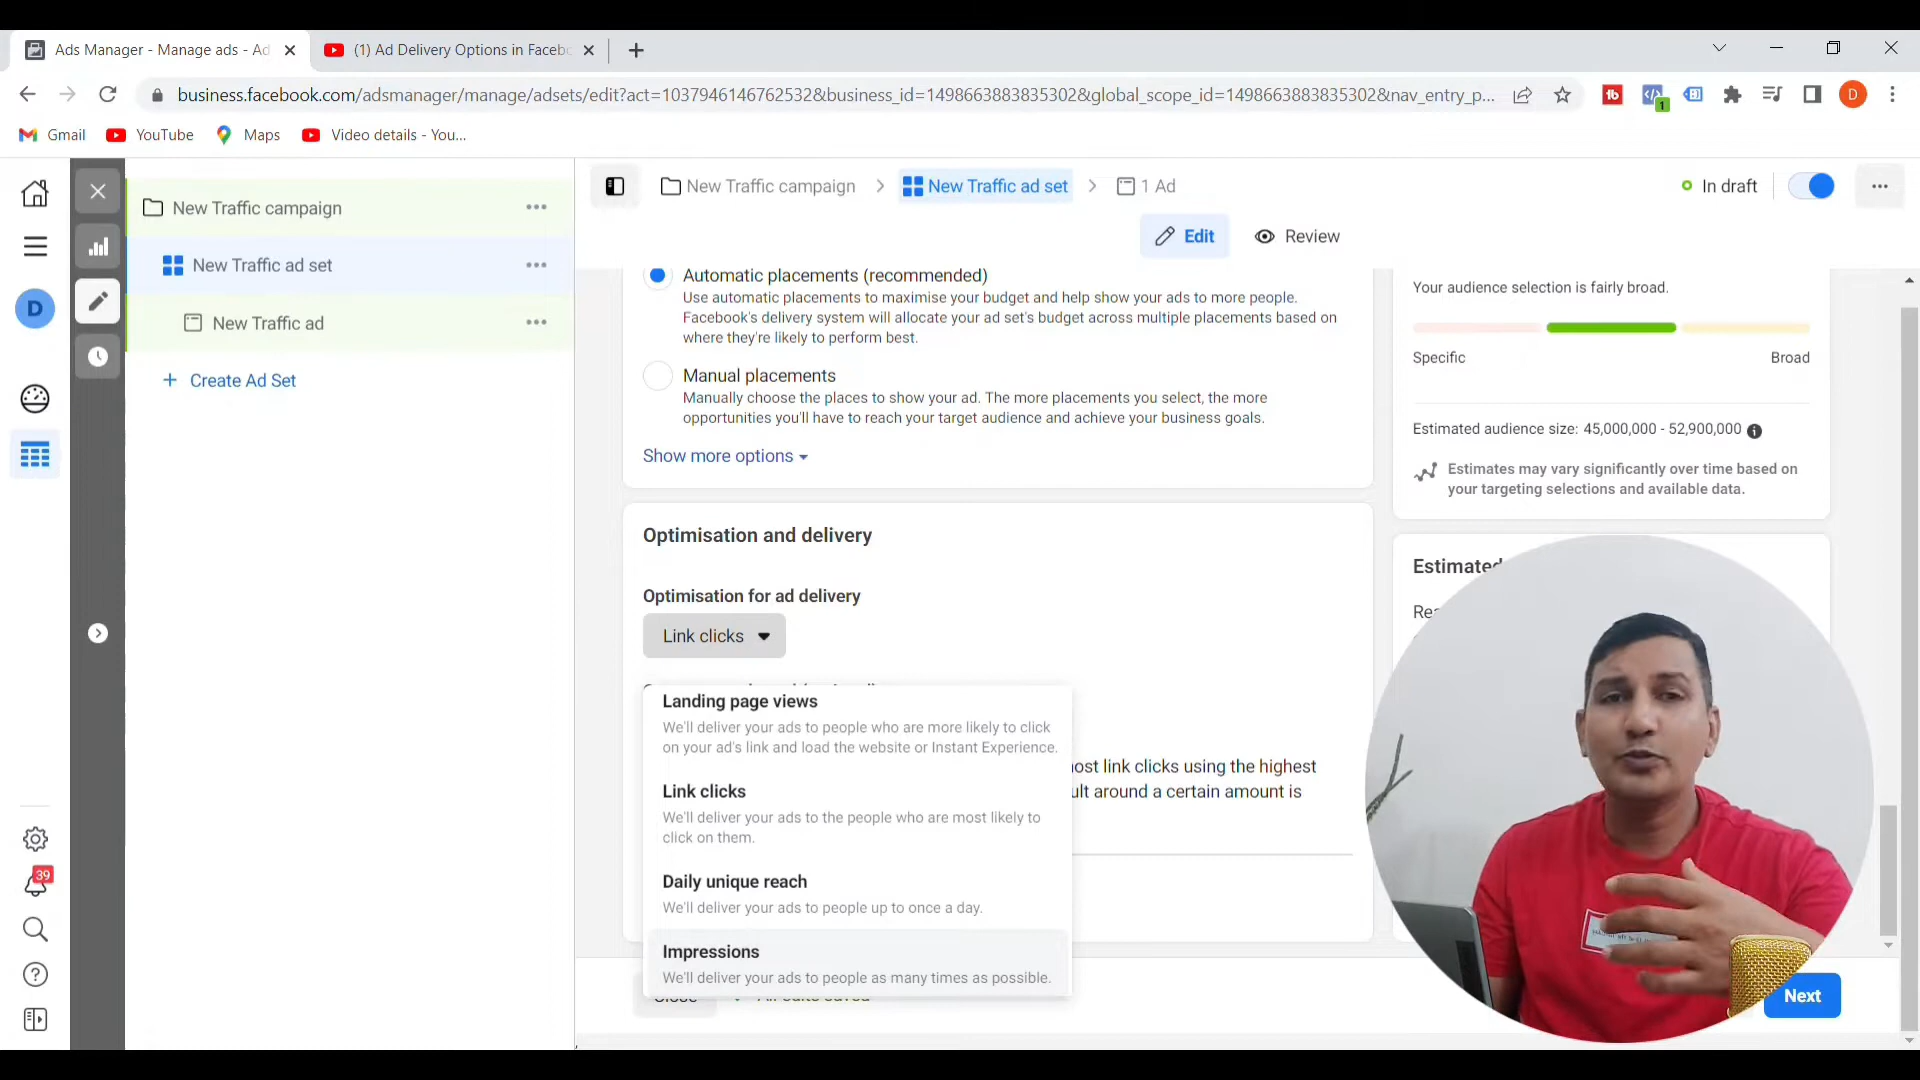 Ads Manager - Manage ads - Ad
(1) Ad Delivery Options in Facebo
business.facebook.com/adsmanager/manage/adsets/edit?act=1037946146762532&business_id=1498663883835302&global_scope_id=1498663883835302&nav_entry_p...
1
D
Gmail
YouTube
Maps
Video details - You...
New Traffic campaign
New Traffic ad set
1 Ad
In draft
New Traffic campaign
Edit
Review
New Traffic ad set
D
New Traffic ad
Create Ad Set
Automatic placements (recommended)
Use automatic placements to maximise your budget and help show your ads to more people.
Facebook's delivery system will allocate your ad set's budget across multiple placements based on
where they're likely to perform best.
Manual placements
Manually choose the places to show your ad. The more placements you select, the more
opportunities you'll have to reach your target audience and achieve your business goals.
Show more options
Your audience selection is fairly broad.
Specific
Broad
Estimated audience size: 45,000,000 - 52,900,000
Estimates may vary significantly over time based on
your targeting selections and available data.
Optimisation and delivery
Optimisation for ad delivery
Link clicks
Estimated
Landing page views
We'll deliver your ads to people who are more likely to click
on your ad's link and load the website or Instant Experience.
Link clicks
We'll deliver your ads to the people who are most likely to
click on them.
Daily unique reach
We'll deliver your ads to people up to once a day.
Impressions
We'll deliver your ads to people as many times as possible.
link clicks using the highest
around a certain amount is
39
Close
All edits saved
Next